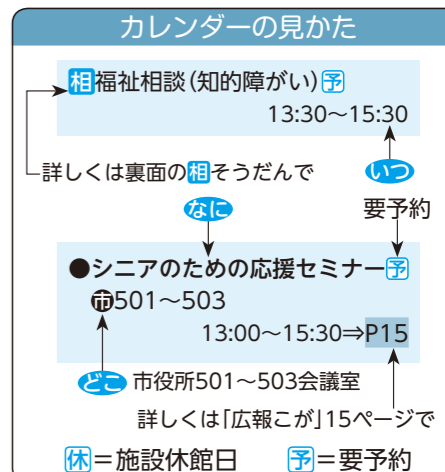 カレンダーの見かた
相福祉相談(知的障がい)予
13:30〜15:30
詳しくは裏面の相そうだんで
いつ
なに
要予約
●シニアのための応援セミナー予
市501〜503
13:00〜15:30⇒P15
どこ 市役所501〜503会議室
詳しくは「広報こが」15ページで
休=施設休館日 予=要予約